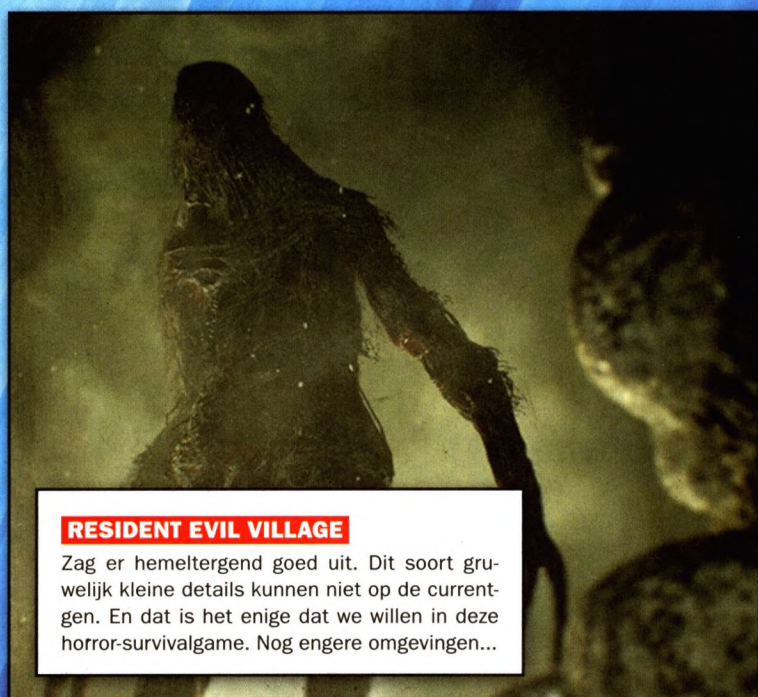 RESIDENT EVIL VILLAGE
Zag er hemeltergend goed uit. Dit soort gru-
welijk kleine details kunnen niet op de current-
gen. En dat is het enige dat we willen in deze
horror-survivalgame. Nog engere omgevingen...